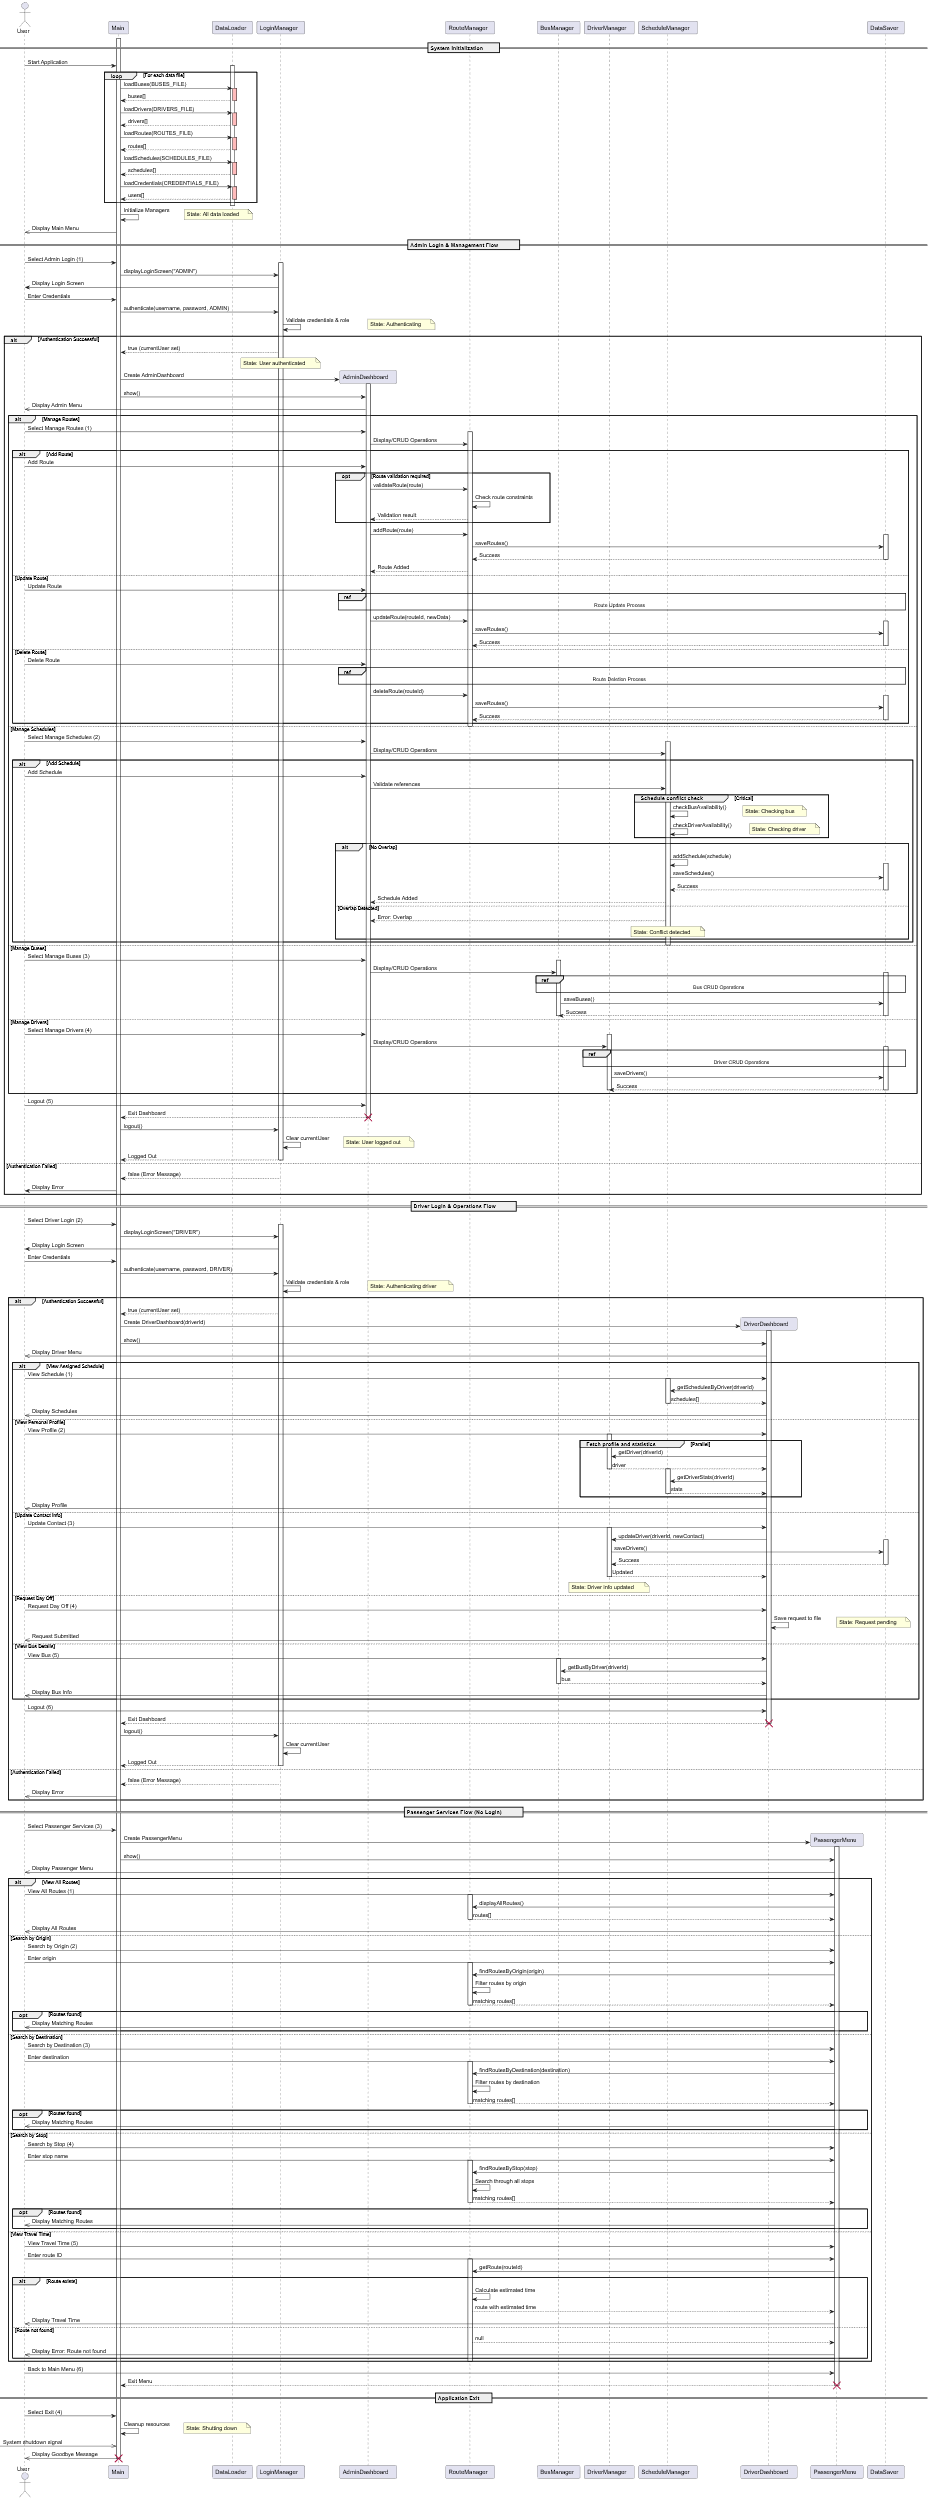 User
Main
DataLoader
LoginManager
RouteManager
BusManager
DriverManager
ScheduleManager
DataSaver
System Initialization
Start Application
loop [For each data file]
loadBuses(BUSES_FILE)
buses[]
loadDrivers(DRIVERS_FILE)
drivers[]
loadRoutes(ROUTES_FILE)
routes[]
loadSchedules(SCHEDULES_FILE)
schedules[]
loadCredentials(CREDENTIALS_FILE)
users[]
Initialize Managers
State: All data loaded
Display Main Menu
Admin Login & Management Flow
Select Admin Login (1)
displayLoginScreen("ADMIN")
Display Login Screen
Enter Credentials
authenticate(username, password, ADMIN)
Validate credentials & role
State: Authenticating
alt [Authentication Successful]
true (currentUser set)
State: User authenticated
Create AdminDashboard
AdminDashboard
show()
Display Admin Menu
alt [Manage Routes]
Select Manage Routes (1)
Display/CRUD Operations
alt [Add Route]
Add Route
opt [Route validation required]
validateRoute(route)
Check route constraints
Validation result
addRoute(route)
saveRoutes()
Success
Route Added
[Update Route]
Update Route
ref
Route Update Process
updateRoute(routeId, newData)
saveRoutes()
Success
[Delete Route]
Delete Route
ref
Route Deletion Process
deleteRoute(routeId)
saveRoutes()
Success
[Manage Schedules]
Select Manage Schedules (2)
Display/CRUD Operations
alt [Add Schedule]
Add Schedule
Validate references
Schedule conflict check [Critical]
checkBusAvailability()
State: Checking bus
checkDriverAvailability()
State: Checking driver
alt [No Overlap]
addSchedule(schedule)
saveSchedules()
Success
Schedule Added
[Overlap Detected]
Error: Overlap
State: Conflict detected
[Manage Buses]
Select Manage Buses (3)
Display/CRUD Operations
ref
Bus CRUD Operations
saveBuses()
Success
[Manage Drivers]
Select Manage Drivers (4)
Display/CRUD Operations
ref
Driver CRUD Operations
saveDrivers()
Success
Logout (5)
Exit Dashboard
logout()
Clear currentUser
State: User logged out
Logged Out
[Authentication Failed]
false (Error Message)
Display Error
Driver Login & Operations Flow
Select Driver Login (2)
displayLoginScreen("DRIVER")
Display Login Screen
Enter Credentials
authenticate(username, password, DRIVER)
Validate credentials & role
State: Authenticating driver
alt [Authentication Successful]
true (currentUser set)
Create DriverDashboard(driverId)
DriverDashboard
show()
Display Driver Menu
alt [View Assigned Schedule]
View Schedule (1)
getSchedulesByDriver(driverId)
schedules[]
Display Schedules
[View Personal Profile]
View Profile (2)
Fetch profile and statistics [Parallel]
getDriver(driverId)
driver
getDriverStats(driverId)
stats
Display Profile
[Update Contact Info]
Update Contact (3)
updateDriver(driverId, newContact)
saveDrivers()
Success
Updated
State: Driver info updated
[Request Day Off]
Request Day Off (4)
Save request to file
State: Request pending
Request Submitted
[View Bus Details]
View Bus (5)
getBusByDriver(driverId)
bus
Display Bus Info
Logout (6)
Exit Dashboard
logout()
Clear currentUser
Logged Out
[Authentication Failed]
false (Error Message)
Display Error
Passenger Services Flow (No Login)
Select Passenger Services (3)
Create PassengerMenu
PassengerMenu
show()
Display Passenger Menu
alt [View All Routes]
View All Routes (1)
displayAllRoutes()
routes[]
Display All Routes
[Search by Origin]
Search by Origin (2)
Enter origin
findRoutesByOrigin(origin)
Filter routes by origin
matching routes[]
opt [Routes found]
Display Matching Routes
[Search by Destination]
Search by Destination (3)
Enter destination
findRoutesByDestination(destination)
Filter routes by destination
matching routes[]
opt [Routes found]
Display Matching Routes
[Search by Stop]
Search by Stop (4)
Enter stop name
findRoutesByStop(stop)
Search through all stops
matching routes[]
opt [Routes found]
Display Matching Routes
[View Travel Time]
View Travel Time (5)
Enter route ID
getRoute(routeId)
alt [Route exists]
Calculate estimated time
route with estimated time
Display Travel Time
[Route not found]
null
Display Error: Route not found
Back to Main Menu (6)
Exit Menu
Application Exit
Select Exit (4)
Cleanup resources
State: Shutting down
System shutdown signal
Display Goodbye Message
User
Main
DataLoader
LoginManager
AdminDashboard
RouteManager
BusManager
DriverManager
ScheduleManager
DriverDashboard
PassengerMenu
DataSaver